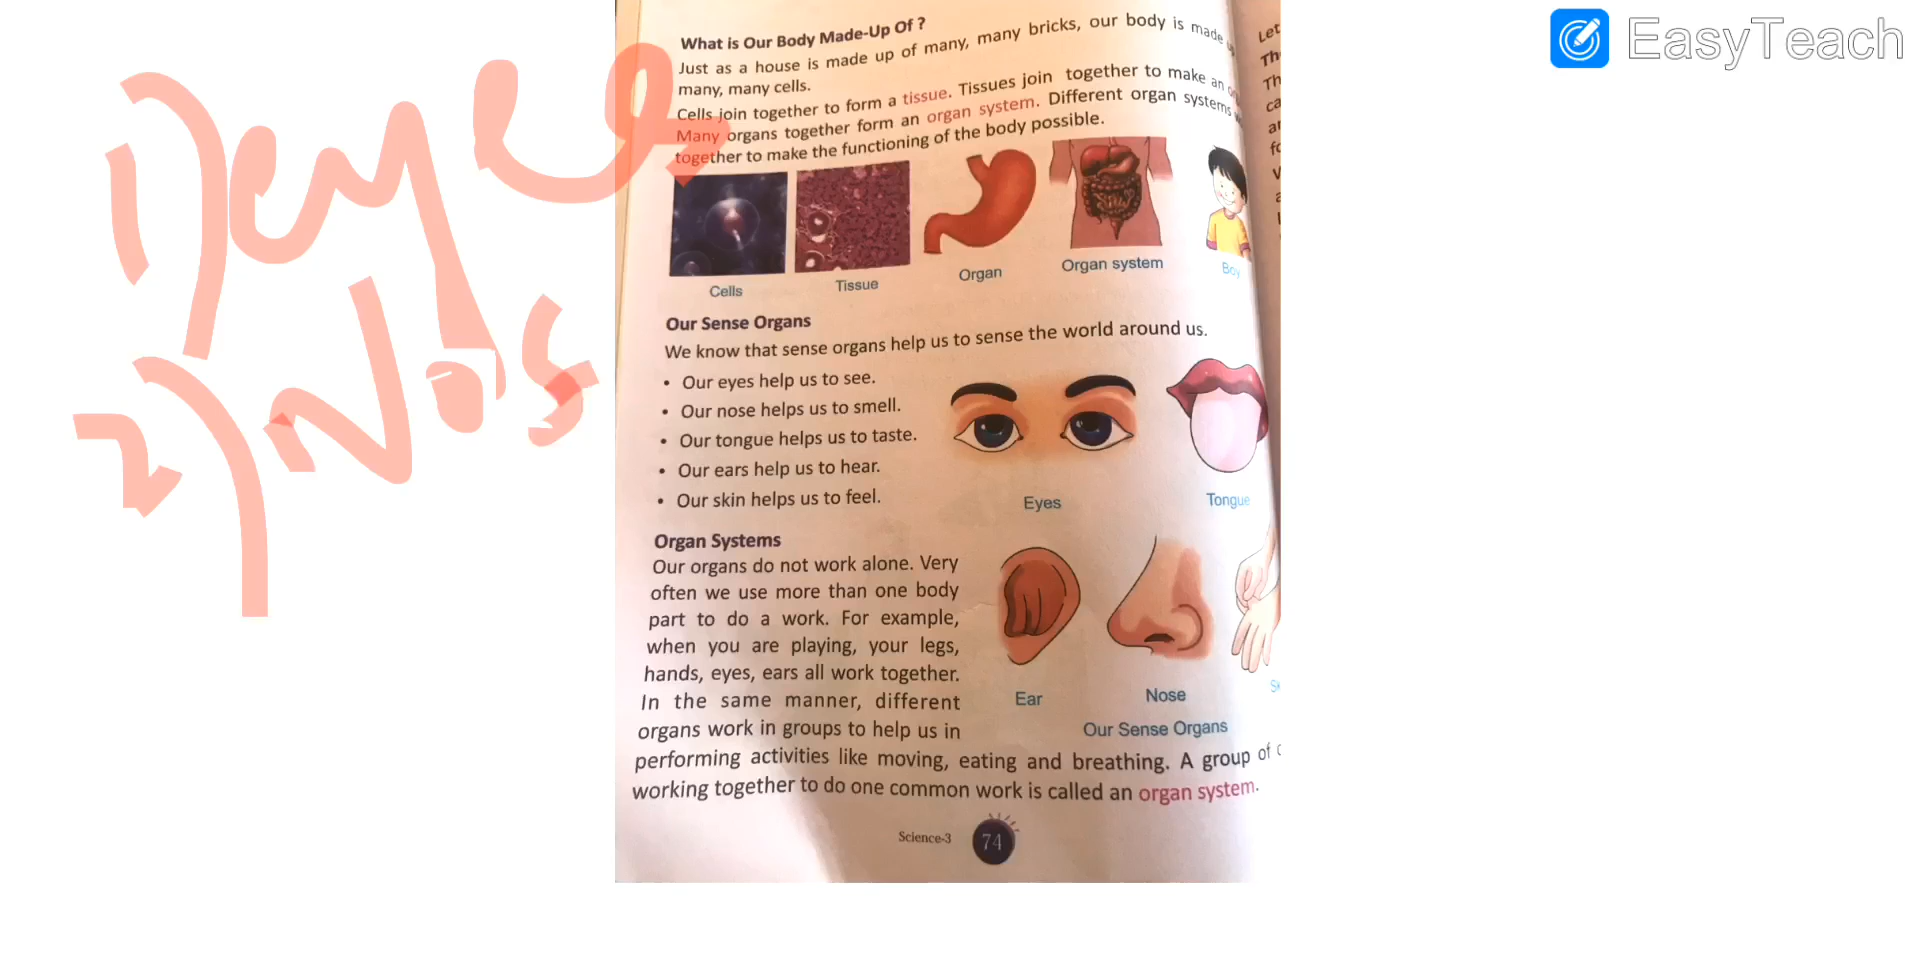 EasyTeach
1) eyes
2) Nos
What is Our Body Made-Up Of ?
Just as a house is made up of many, many bricks, our body is made
many, many cells.
Cells join together to form a tissue. Tissues join together to make an
Many organs together form an organ system. Different organ systems
together to make the functioning of the body possible.
Cells
Tissue
Organ
Organ system
Boy
Our Sense Organs
We know that sense organs help us to sense the world around us.
• Our eyes help us to see.
• Our nose helps us to smell.
• Our tongue helps us to taste.
• Our ears help us to hear.
• Our skin helps us to feel.
Eyes
Tongue
Organ Systems
Our organs do not work alone. Very
often we use more than one body
part to do a work. For example,
when you are playing, your legs,
hands, eyes, ears all work together.
In the same manner, different
organs work in groups to help us in
performing activities like moving, eating and breathing. A group of
working together to do one common work is called an organ system.
Ear
Nose
Our Sense Organs
Science-3
74
Let